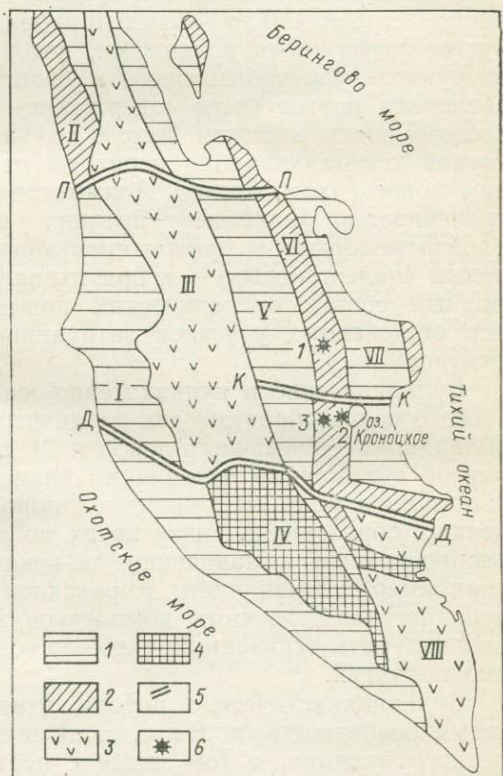 Берингово
море
II
П
П
III
VI
V
1
VII
К
К
I
Д
3
2
оз.
Кроноцкое
Тихий океан
Д
IV
Охотское море
VIII
1
4
2
5
3
6